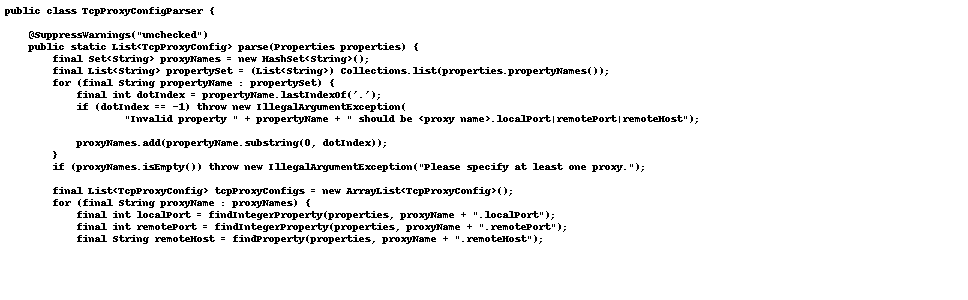 public class TcpProxyConfigParser {
@SuppressWarnings("unchecked")
public static List<TcpProxyConfig> parse(Properties properties) {
final Set<String> proxyNames = new HashSet<String>();
final List<String> propertySet = (List<String>) Collections.list(properties.propertyNames());
for (final String propertyName : propertySet) {
final int dotIndex = propertyName.lastIndexOf('.');
if (dotIndex == -1) throw new IllegalArgumentException(
"Invalid property " + propertyName + " should be <proxy name>.localPort|remotePort|remoteHost");
proxyNames.add(propertyName.substring(0, dotIndex));
}
if (proxyNames.isEmpty()) throw new IllegalArgumentException("Please specify at least one proxy.");
final List<TcpProxyConfig> tcpProxyConfigs = new ArrayList<TcpProxyConfig>();
for (final String proxyName : proxyNames) {
final int localPort = findIntegerProperty(properties, proxyName + ".localPort");
final int remotePort = findIntegerProperty(properties, proxyName + ".remotePort");
final String remoteHost = findProperty(properties, proxyName + ".remoteHost");